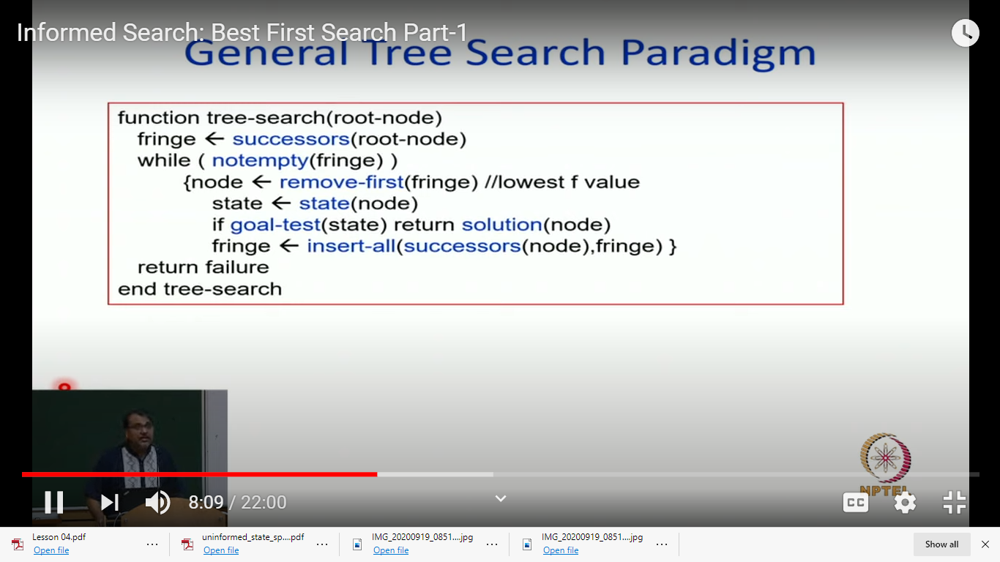 Informed Search: Best First Search Part-1
General Tree Search Paradigm
function tree-search(root-node)
fringe ← successors(root-node)
while ( notempty(fringe) )
{node ← remove-first(fringe) //lowest f value
state ← state(node)
if goal-test(state) return solution(node)
fringe ← insert-all(successors(node),fringe) }
return failure
end tree-search
NPTEL
8:09 / 22:00
CC
Lesson 04.pdf
Open file
uninformed_state_sp....pdf
Open file
IMG_20200919_0851....jpg
Open file
IMG_20200919_0851....jpg
Open file
Show all